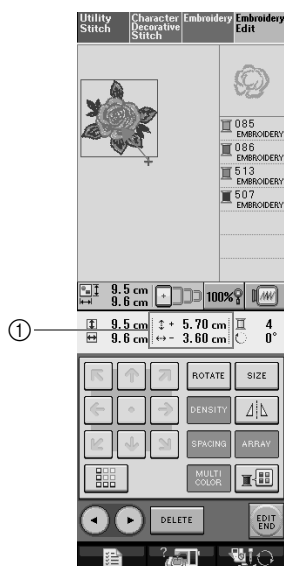 Utility Stitch
Character Decorative Stitch
Embroidery
Embroidery Edit
085
EMBROIDERY
086
EMBROIDERY
513
EMBROIDERY
507
EMBROIDERY
9.5 cm
9.6 cm
100%
1
9.5 cm + 5.70 cm 4
9.6 cm - 3.60 cm 0°
ROTATE SIZE
DENSITY
SPACING ARRAY
MULTI COLOR
DELETE
EDIT END